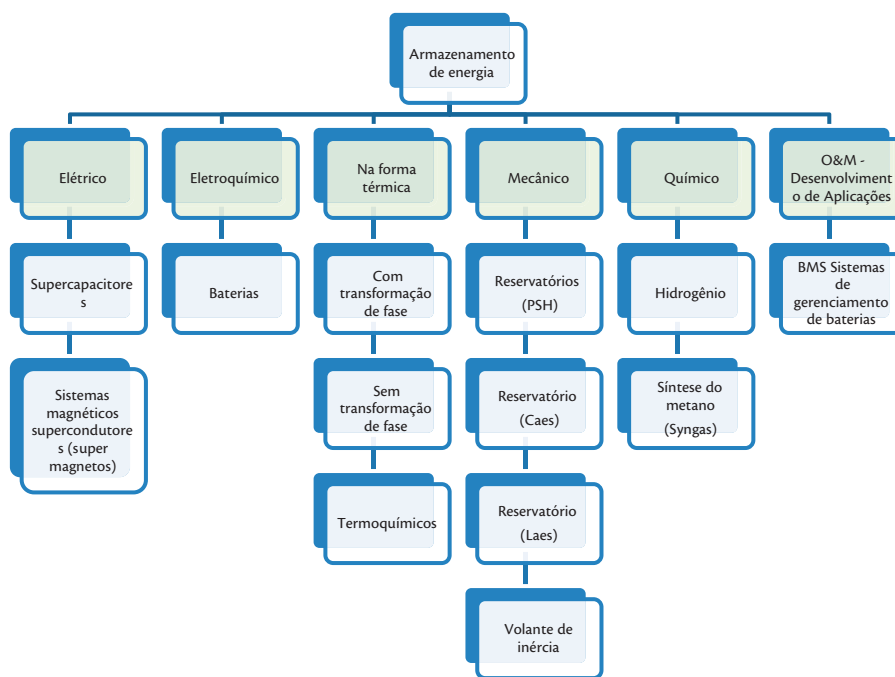 Armazenamento
de energia
Elétrico
Eletroquímico
Na forma
térmica
Mecânico
Químico
O&M -
Desenvolviment
o de Aplicações
Supercapacitore
s
Baterias
Com
transformação
de fase
Reservatórios
(PSH)
Hidrogênio
BMS Sistemas
de
gerenciamento
de baterias
Sistemas
magnéticos
supercondutore
s (super
magnetos)
Sem
transformação
de fase
Reservatório
(Caes)
Síntese do
metano
(Syngas)
Termoquímicos
Reservatório
(Laes)
Volante de
inércia